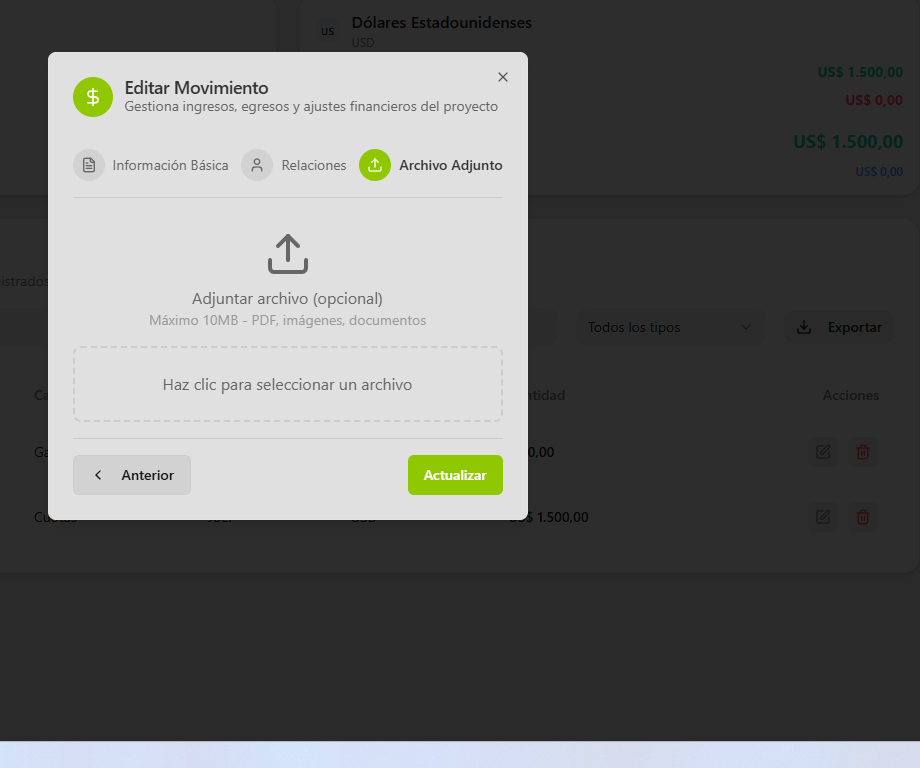 us
Dólares Estadounidenses
USD
US$ 1.500,00
US$ 0,00
US$ 1.500,00
US$ 0,00
Editar Movimiento
Gestiona ingresos, egresos y ajustes financieros del proyecto
Información Básica
Relaciones
Archivo Adjunto
Adjuntar archivo (opcional)
Máximo 10MB - PDF, imágenes, documentos
Haz clic para seleccionar un archivo
Anterior
Actualizar
istrados
Todos los tipos
Exportar
Ca
ntidad
Acciones
Ga
0,00
US$ 1.500,00